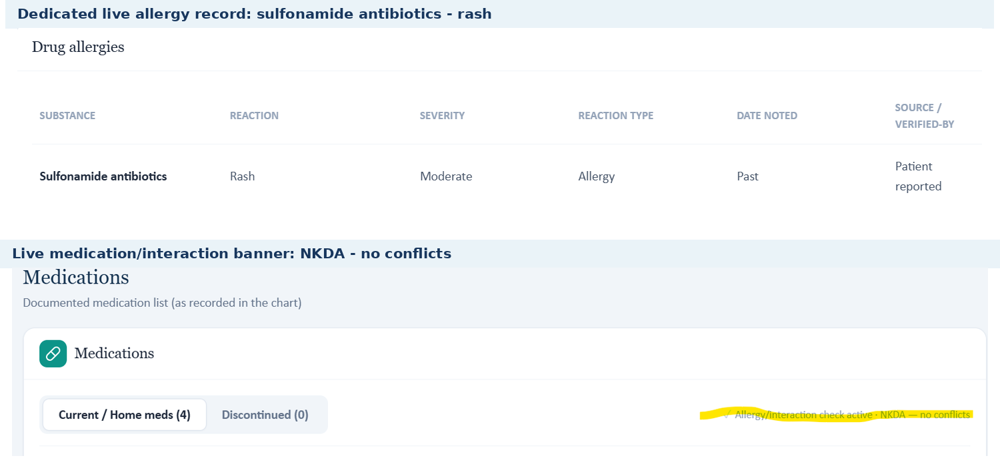 Dedicated live allergy record: sulfonamide antibiotics - rash
Drug allergies
SUBSTANCE REACTION SEVERITY REACTION TYPE DATE NOTED SOURCE / VERIFIED-BY
Sulfonamide antibiotics Rash Moderate Allergy Past Patient reported
Live medication/interaction banner: NKDA - no conflicts
Medications
Documented medication list (as recorded in the chart)
Medications
Current / Home meds (4) Discontinued (0) ✓ Allergy/interaction check active · NKDA — no conflicts